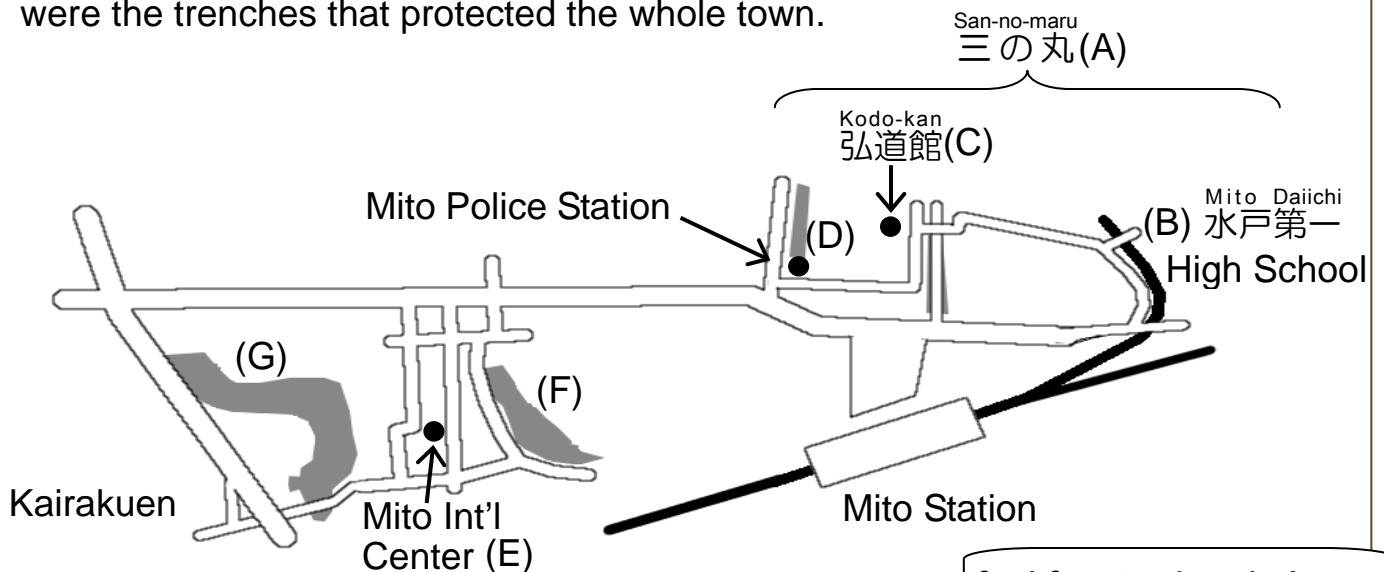 were the trenches that protected the whole town.
San-no-maru
三の丸(A)
Kodo-kan
弘道館(C)
Mito Police Station
(D)
Mito Daiichi
(B) 水戸第一
High School
(G)
(F)
Kairakuen
Mito Int'l
Center (E)
Mito Station